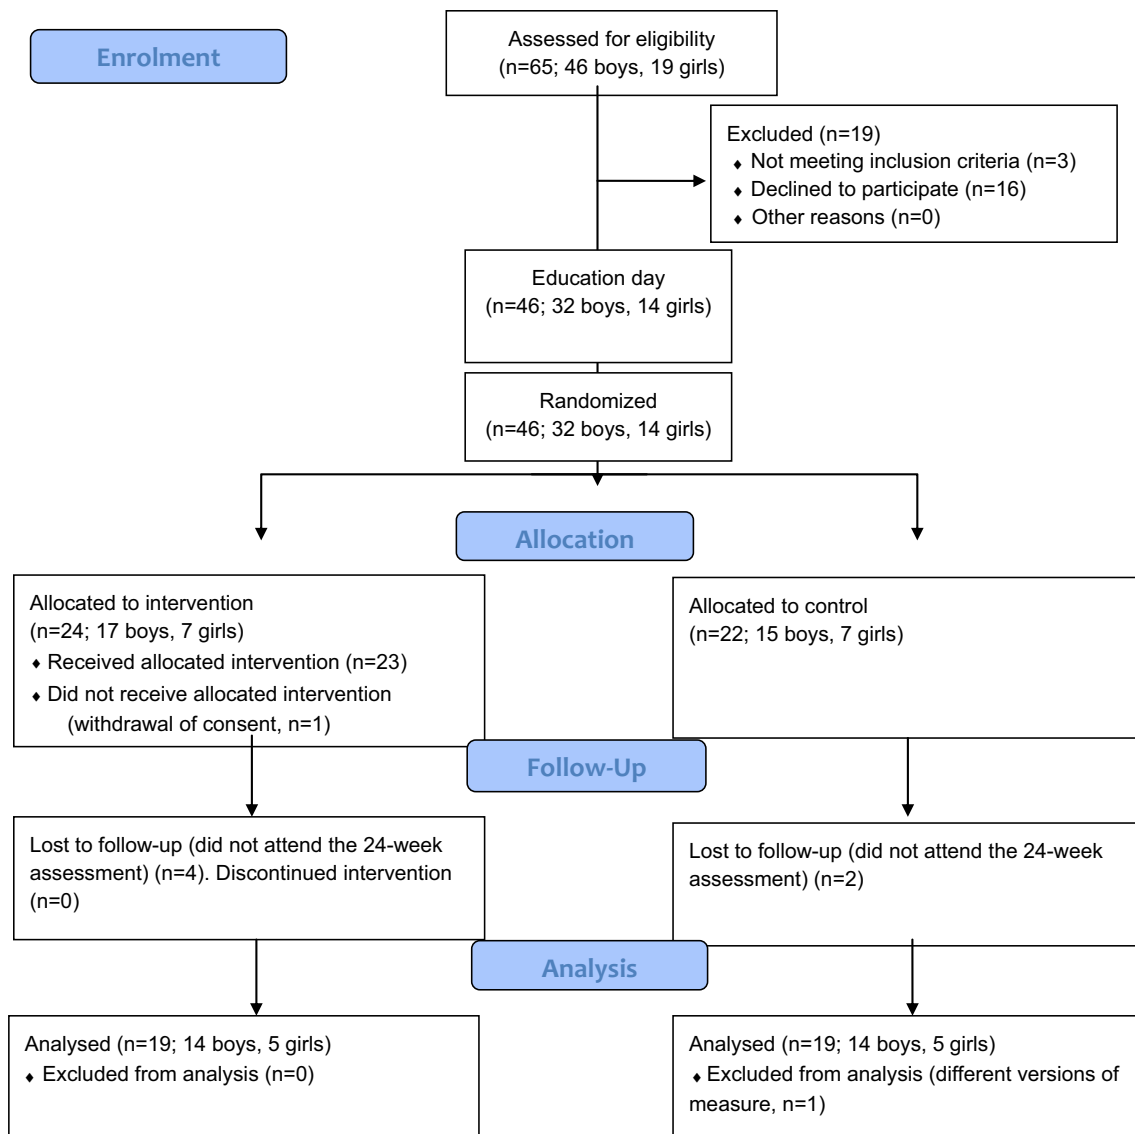 Enrolment
Assessed for eligibility
(n=65; 46 boys, 19 girls)
Excluded (n=19)
♦ Not meeting inclusion criteria (n=3)
♦ Declined to participate (n=16)
♦ Other reasons (n=0)
Education day
(n=46; 32 boys, 14 girls)
Randomized
(n=46; 32 boys, 14 girls)
Allocation
Allocated to intervention
(n=24; 17 boys, 7 girls)
♦ Received allocated intervention (n=23)
♦ Did not receive allocated intervention
(withdrawal of consent, n=1)
Allocated to control
(n=22; 15 boys, 7 girls)
Follow-Up
Lost to follow-up (did not attend the 24-week
assessment) (n=4). Discontinued intervention
(n=0)
Lost to follow-up (did not attend the 24-week
assessment) (n=2)
Analysis
Analysed (n=19; 14 boys, 5 girls)
♦ Excluded from analysis (n=0)
Analysed (n=19; 14 boys, 5 girls)
♦ Excluded from analysis (different versions of
measure, n=1)